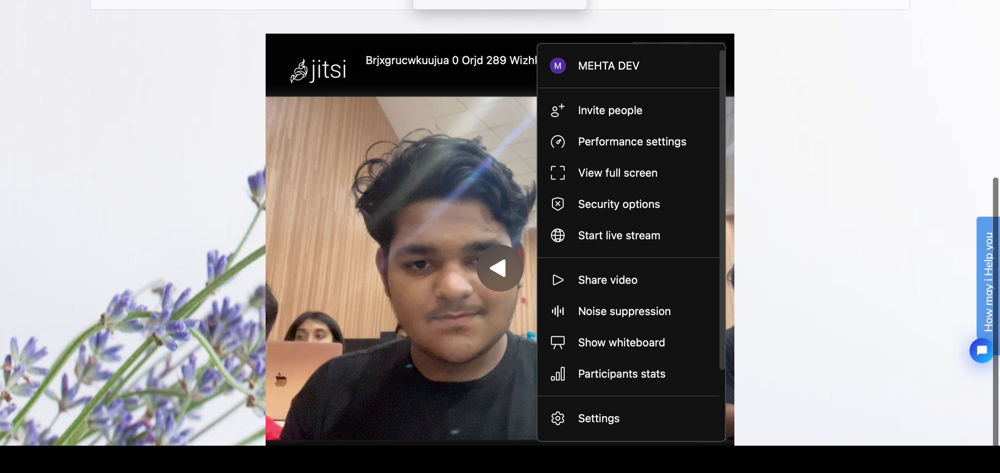 jitsi
Brjxgrucwkuujua 0 Orjd 289 Wizh
M MEHTA DEV
Invite people
Performance settings
View full screen
Security options
Start live stream
Share video
Noise suppression
Show whiteboard
Participants stats
Settings
How may i Help you